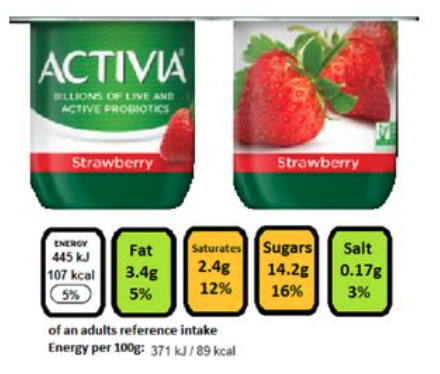 ACTIVIA
BILLIONS OF LIVE AND
ACTIVE PROBIOTICS
Strawberry
Strawberry
ENERGY
445 kJ
107 kcal
5%
Fat
3.4g
5%
Saturates
2.4g
12%
Sugars
14.2g
16%
Salt
0.17g
3%
of an adults reference intake
Energy per 100g: 371 kJ / 89 kcal